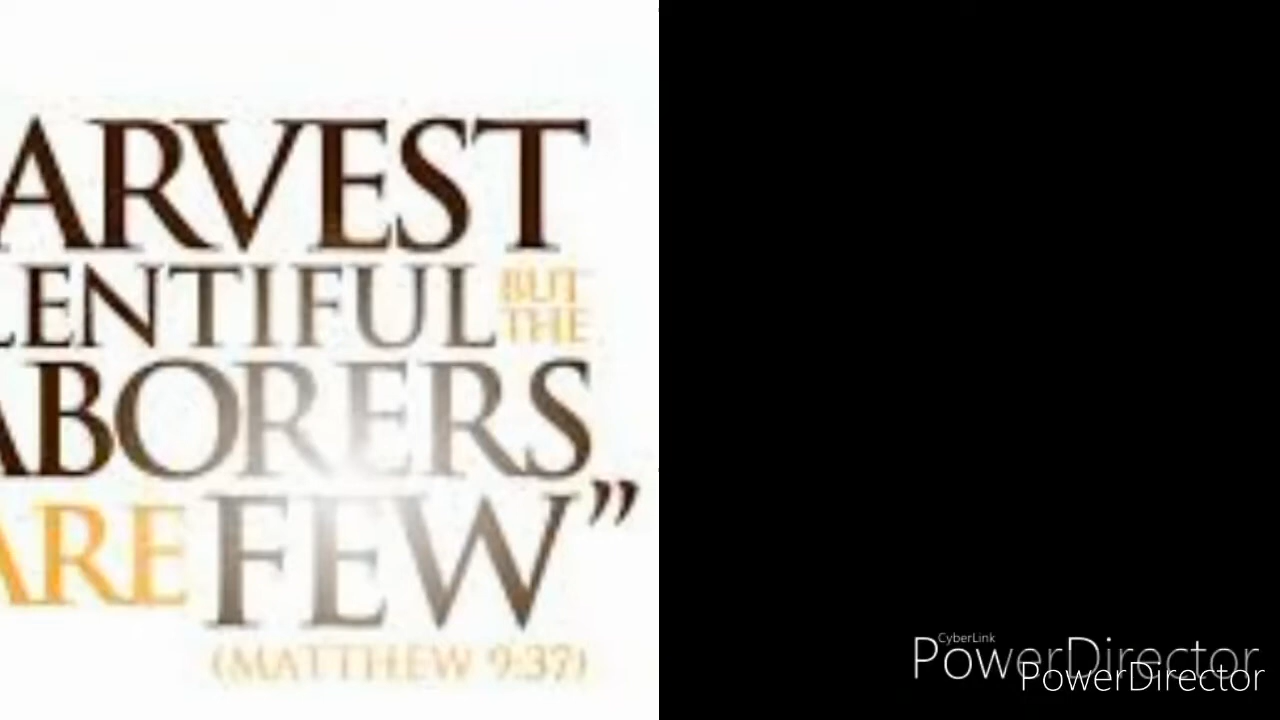 ARVEST
LENTIFUL BUT THE
ABORERS
ARE FEW”
(MATTHEW 9:37)
CyberLink
PowerDirector
PowerDirector